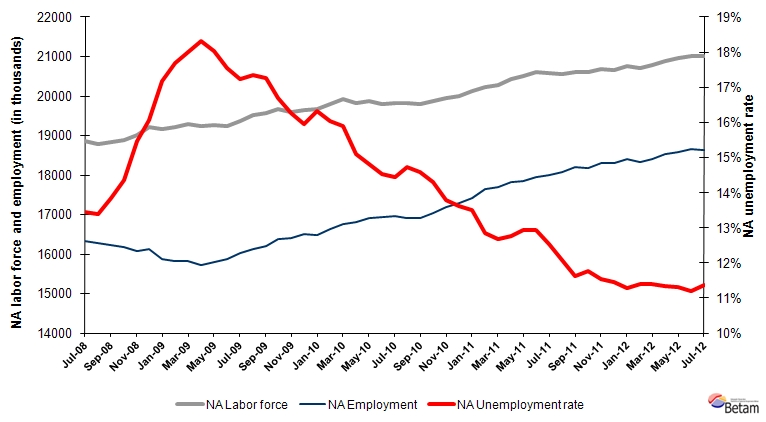 22000
21000
20000
19000
18000
17000
16000
15000
14000
NA labor force and employment (in thousands)
19%
18%
17%
16%
15%
14%
13%
12%
11%
10%
NA unemployment rate
Jul-08
Sep-08
Nov-08
Jan-09
Mar-09
May-09
Jul-09
Sep-09
Nov-09
Jan-10
Mar-10
May-10
Jul-10
Sep-10
Nov-10
Jan-11
Mar-11
May-11
Jul-11
Sep-11
Nov-11
Jan-12
Mar-12
May-12
Jul-12
NA Labor force
NA Employment
NA Unemployment rate
Betam